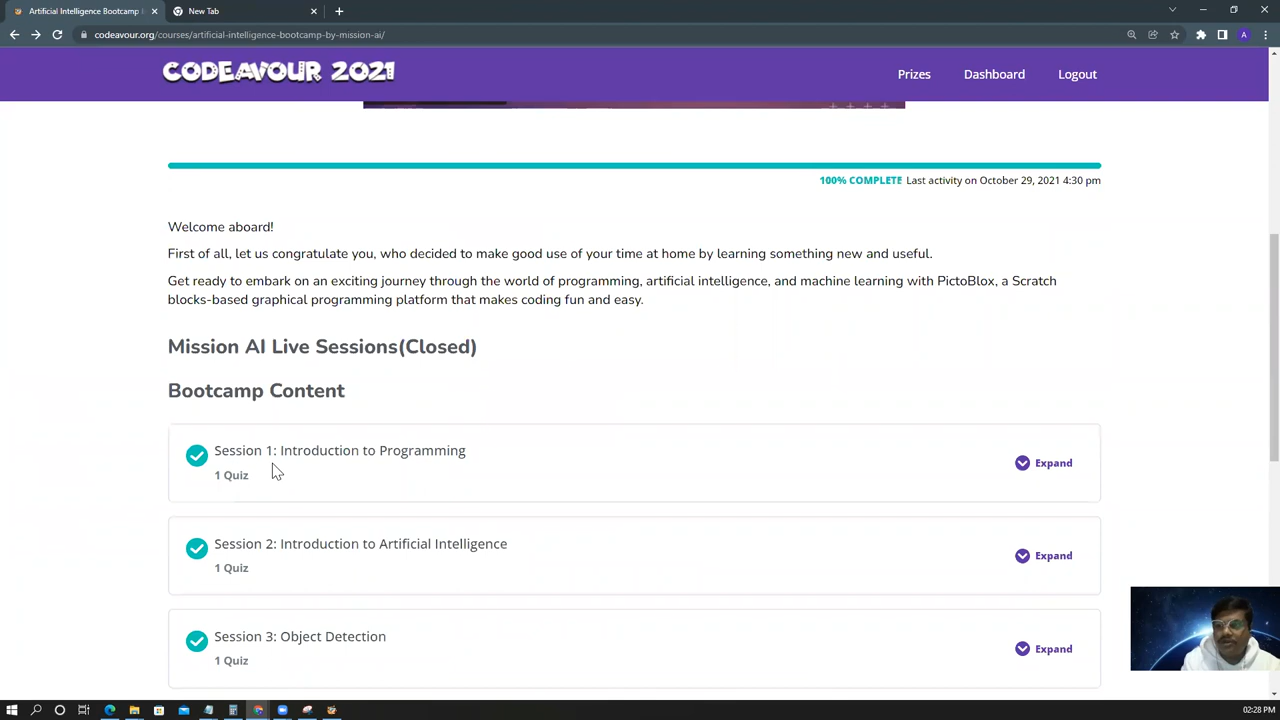 Artificial Intelligence Bootcamp
New Tab
codeavour.org/courses/artificial-intelligence-bootcamp-by-mission-ai/
A
CODEAVOUR 2021
Prizes
Dashboard
Logout
100% COMPLETE Last activity on October 29, 2021 4:30 pm
Welcome aboard!
First of all, let us congratulate you, who decided to make good use of your time at home by learning something new and useful.
Get ready to embark on an exciting journey through the world of programming, artificial intelligence, and machine learning with PictoBlox, a Scratch
blocks-based graphical programming platform that makes coding fun and easy.
Mission AI Live Sessions(Closed)
Bootcamp Content
Session 1: Introduction to Programming
1 Quiz
Expand
Session 2: Introduction to Artificial Intelligence
1 Quiz
Expand
Session 3: Object Detection
1 Quiz
Expand
02:28 PM